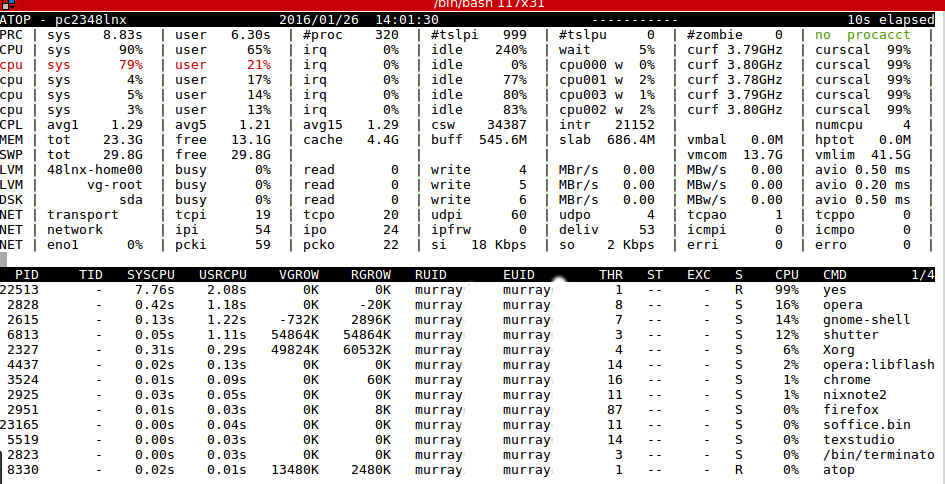 /bin/bash 117x31
ATOP - pc2348lnx 2016/01/26 14:01:30 ----------- 10s elapsed
PRC | sys 8.83s | user 6.30s | #proc 320 | #tslpi 999 | #tslpu 0 | #zombie 0 | no procacct |
CPU | sys 90% | user 65% | irq 0% | idle 240% | wait 5% | curf 3.79GHz | curscal 99% |
cpu | sys 79% | user 21% | irq 0% | idle 0% | cpu000 w 0% | curf 3.80GHz | curscal 99% |
cpu | sys 4% | user 17% | irq 0% | idle 77% | cpu001 w 2% | curf 3.78GHz | curscal 99% |
cpu | sys 5% | user 14% | irq 0% | idle 80% | cpu003 w 1% | curf 3.79GHz | curscal 99% |
cpu | sys 3% | user 13% | irq 0% | idle 83% | cpu002 w 2% | curf 3.80GHz | curscal 99% |
CPL | avg1 1.29 | avg5 1.21 | avg15 1.29 | csw 34387 | intr 21152 | | numcpu 4 |
MEM | tot 23.3G | free 13.1G | cache 4.4G | buff 545.6M | slab 686.4M | vmbal 0.0M | hptot 0.0M |
SWP | tot 29.8G | free 29.8G | | | | vmcom 13.7G | vmlim 41.5G |
LVM | 48lnx-home00 | busy 0% | read 0 | write 4 | MBr/s 0.00 | MBw/s 0.00 | avio 0.50 ms |
LVM | vg-root | busy 0% | read 0 | write 5 | MBr/s 0.00 | MBw/s 0.00 | avio 0.20 ms |
DSK | sda | busy 0% | read 0 | write 6 | MBr/s 0.00 | MBw/s 0.00 | avio 0.50 ms |
NET | transport | tcpi 19 | tcpo 20 | udpi 60 | udpo 4 | tcpao 1 | tcppo 0 |
NET | network | ipi 54 | ipo 24 | ipfrw 0 | deliv 53 | icmpi 0 | icmpo 0 |
NET | eno1 0% | pcki 59 | pcko 22 | si 18 Kbps | so 2 Kbps | erri 0 | erro 0 |
PID TID SYSCPU USRCPU VGROW RGROW RUID EUID THR ST EXC S CPU CMD 1/4
22513 - 7.76s 2.08s 0K 0K murray murray 1 -- - R 99% yes
2828 - 0.42s 1.18s 0K -20K murray murray 8 -- - S 16% opera
2615 - 0.13s 1.22s -732K 2896K murray murray 7 -- - S 14% gnome-shell
6813 - 0.05s 1.11s 54864K 54864K murray murray 3 -- - S 12% shutter
2327 - 0.31s 0.29s 49824K 60532K murray murray 4 -- - S 6% Xorg
4437 - 0.02s 0.13s 0K 0K murray murray 14 -- - S 2% opera:libflash
3524 - 0.01s 0.09s 0K 60K murray murray 16 -- - S 1% chrome
2925 - 0.03s 0.05s 0K 0K murray murray 11 -- - S 1% nixnote2
2951 - 0.01s 0.03s 0K 8K murray murray 87 -- - S 0% firefox
23165 - 0.00s 0.04s 0K 0K murray murray 11 -- - S 0% soffice.bin
5519 - 0.00s 0.03s 0K 0K murray murray 14 -- - S 0% texstudio
2823 - 0.00s 0.03s 0K 0K murray murray 3 -- - S 0% /bin/terminato
8330 - 0.02s 0.01s 13480K 2480K murray murray 1 -- - R 0% atop